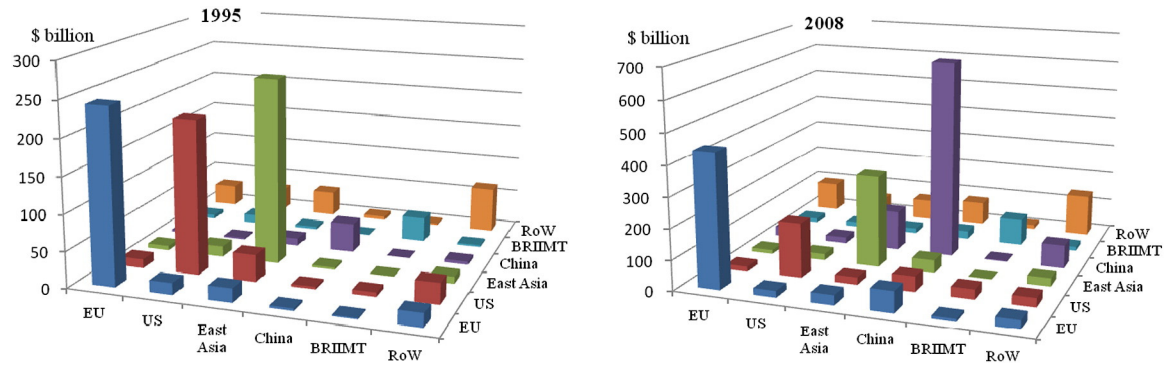 1995
$ billion
300
250
200
150
100
50
0
EU
US
East
Asia
China
BRIIMT
RoW
RoW
BRIIMT
China
East Asia
US
EU
2008
$ billion
700
600
500
400
300
200
100
0
EU
US
East
Asia
China
BRIIMT
RoW
RoW
BRIIMT
China
East Asia
US
EU